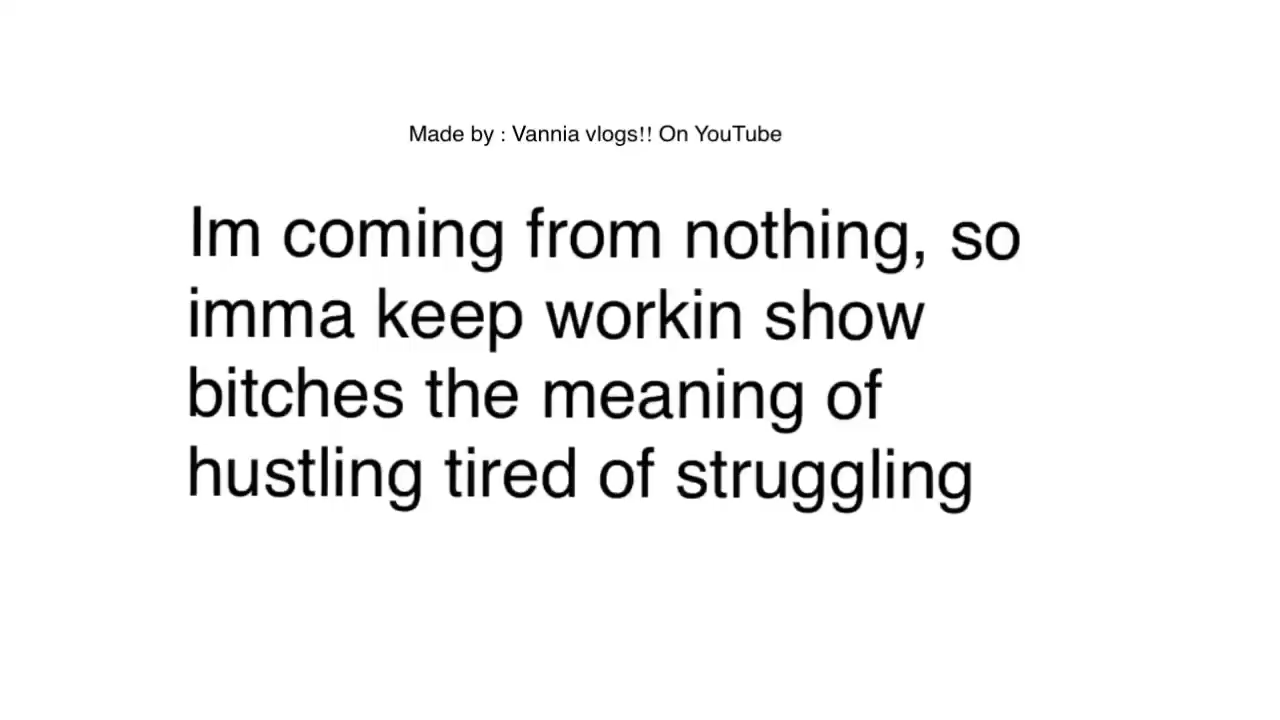 Made by : Vannia vlogs!! On YouTube
Im coming from nothing, so
imma keep workin show
bitches the meaning of
hustling tired of struggling